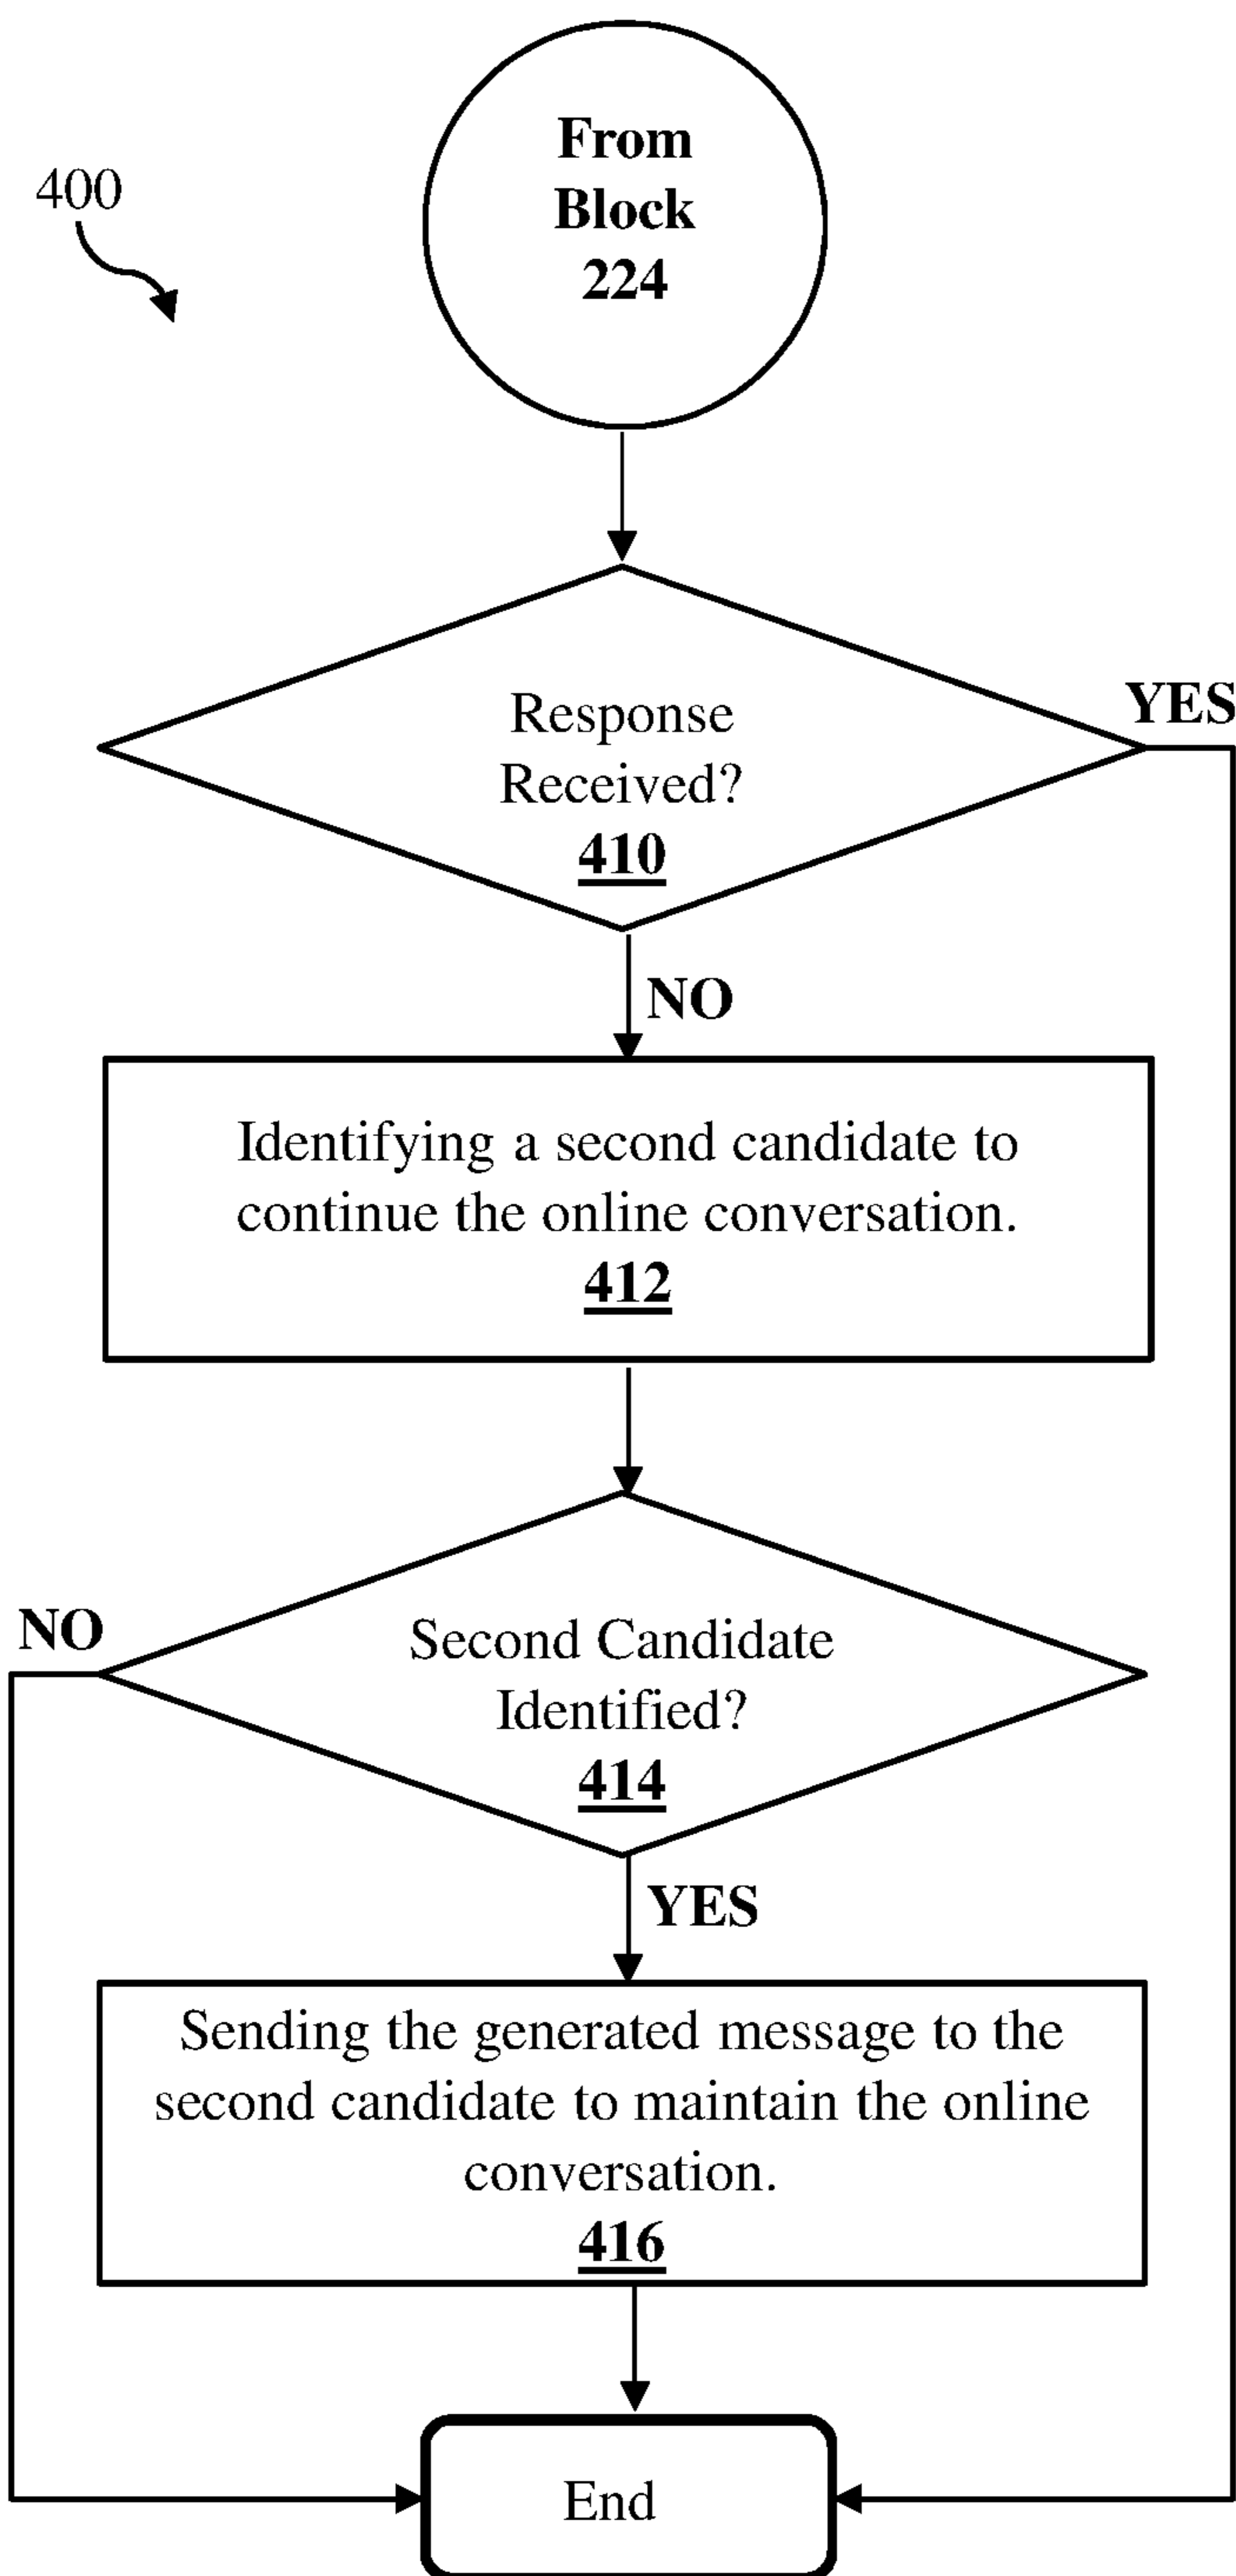 From
Block
224
400
Response
Received?
410
YES
NO
Identifying a second candidate to
continue the online conversation.
412
NO
Second Candidate
Identified?
414
YES
Sending the generated message to the
second candidate to maintain the online
conversation.
416
End